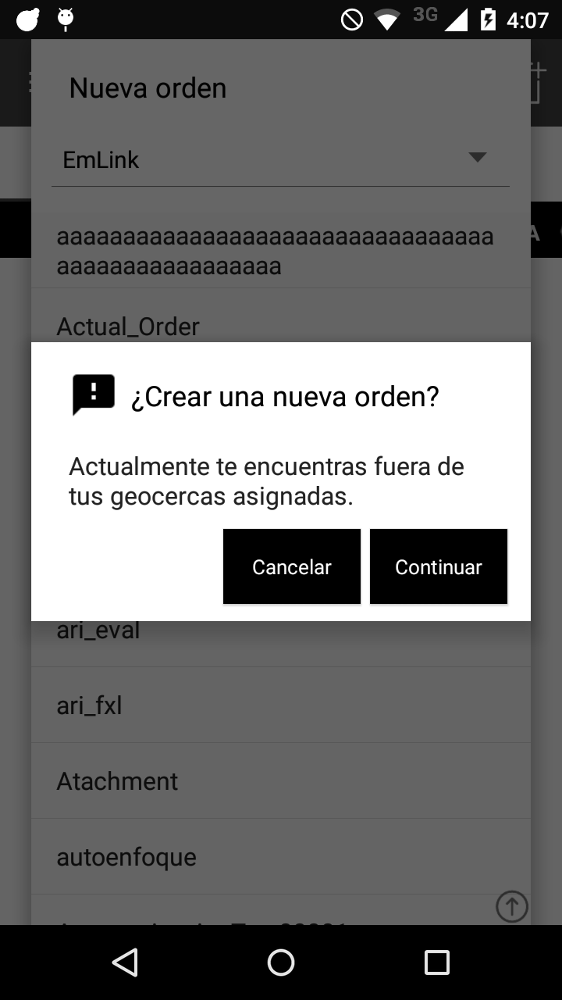 3G 4:07
Nueva orden
EmLink
aaaaaaaaaaaaaaaaaaaaaaaaaaaaaaaaa
aaaaaaaaaaaaaaaaa
A
Actual_Order
¿Crear una nueva orden?
Actualmente te encuentras fuera de
tus geocercas asignadas.
Cancelar Continuar
ari_eval
ari_fxl
Atachment
autoenfoque